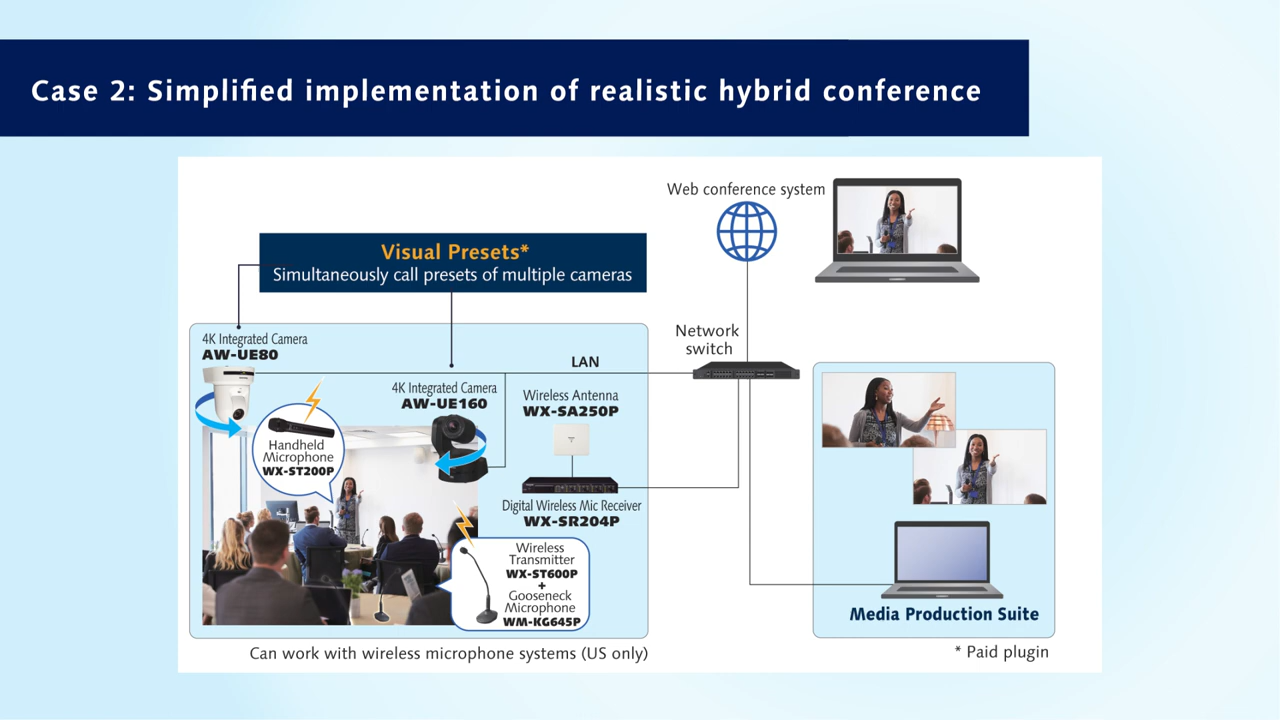 Case 2: Simplified implementation of realistic hybrid conference
Web conference system
Visual Presets*
Simultaneously call presets of multiple cameras
Network
switch
4K Integrated Camera
AW-UE80
LAN
4K Integrated Camera
AW-UE160
Wireless Antenna
WX-SA250P
Handheld
Microphone
WX-ST200P
Digital Wireless Mic Receiver
WX-SR204P
Wireless
Transmitter
WX-ST600P
+
Gooseneck
Microphone
WM-KG645P
Media Production Suite
Can work with wireless microphone systems (US only)
* Paid plugin